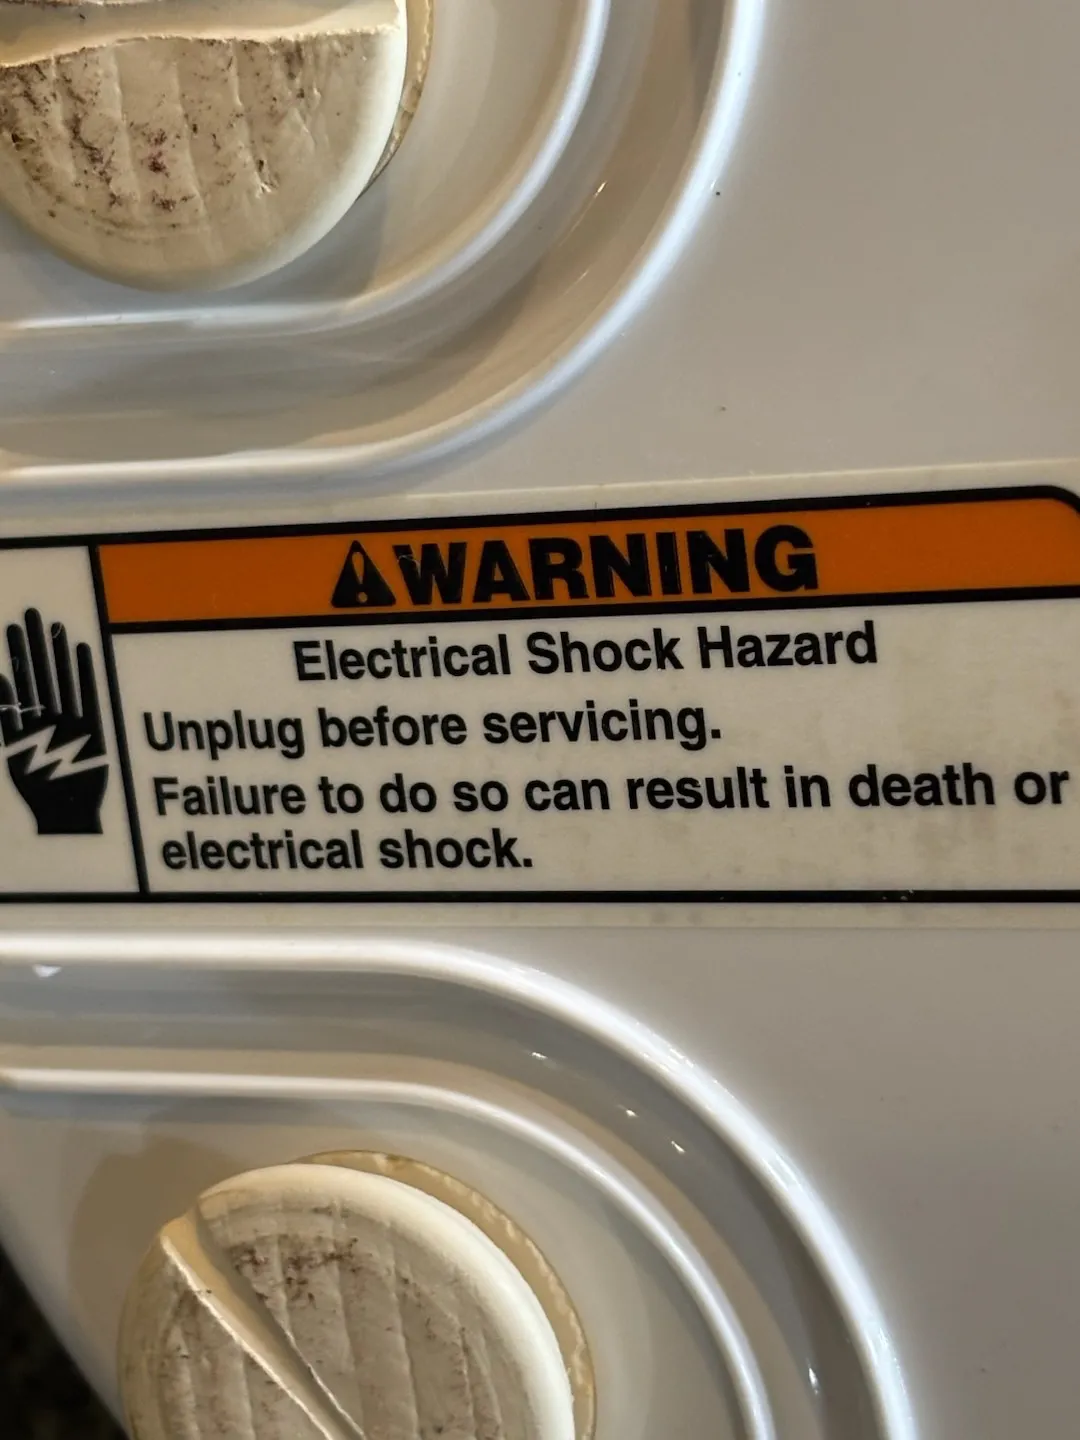 WARNING
Electrical Shock Hazard
Unplug before servicing.
Failure to do so can result in death or
electrical shock.